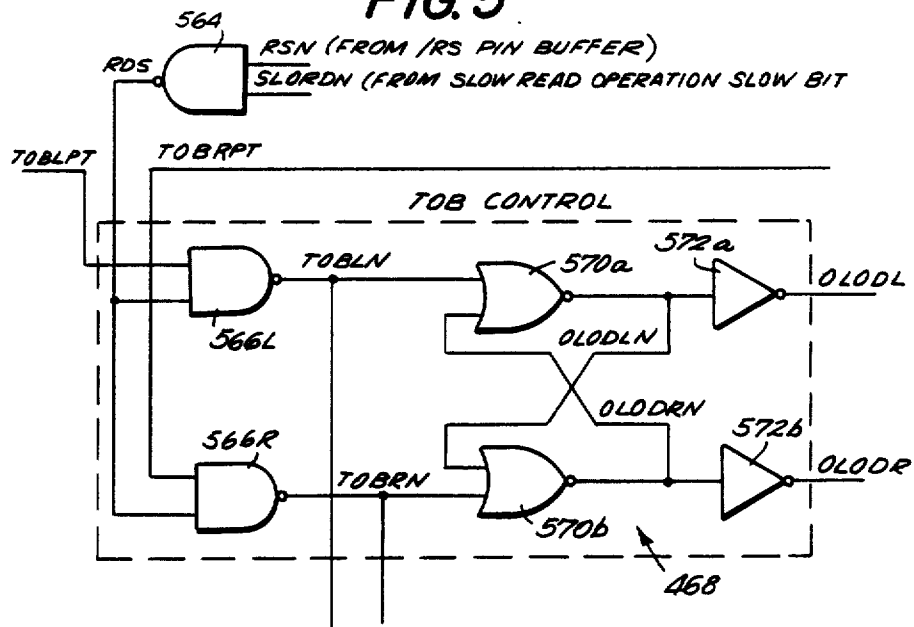 FIG. 5
564
RDS
RSN (FROM /RS PIN BUFFER)
SLORDN (FROM SLOW READ OPERATION SLOW BIT
TOBLPT
TOBRPT
TOB CONTROL
TOBLN
570a
572a
OLODL
566L
OLODLN
OLODRN
566R
572b
TOBRN
OLODR
570b
468